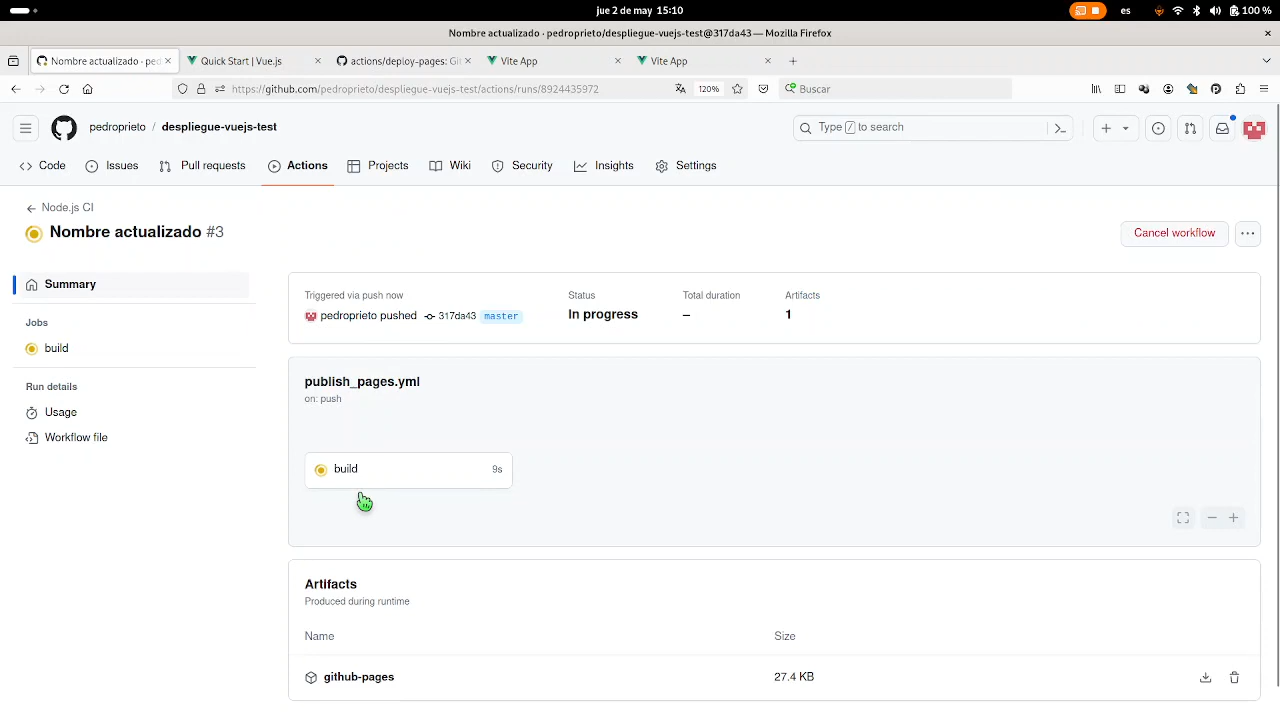 jue 2 de may 15:10
es
100 %
Nombre actualizado · pedroprieto/despliegue-vuejs-test@317da43 — Mozilla Firefox
Nombre actualizado · ped
Quick Start | Vue.js
actions/deploy-pages: Git
Vite App
Vite App
https://github.com/pedroprieto/despliegue-vuejs-test/actions/runs/8924435972
120%
Buscar
pedroprieto / despliegue-vuejs-test
Type / to search
Code
Issues
Pull requests
Actions
Projects
Wiki
Security
Insights
Settings
Node.js CI
Nombre actualizado #3
Cancel workflow
Summary
Jobs
build
Run details
Usage
Workflow file
Triggered via push now
Status
Total duration
Artifacts
pedroprieto pushed 317da43 master
In progress
–
1
publish_pages.yml
on: push
build
9s
Artifacts
Produced during runtime
Name
Size
github-pages
27.4 KB